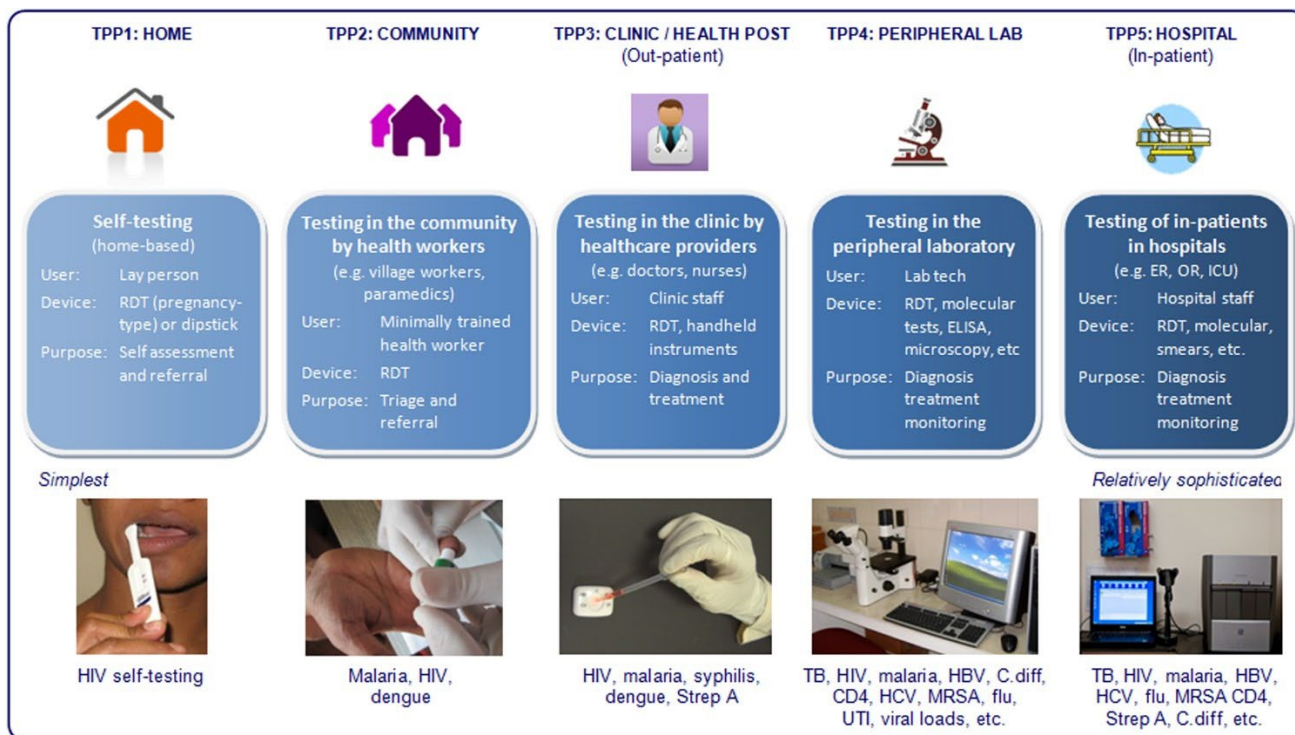 TPP1: HOME
TPP2: COMMUNITY
TPP3: CLINIC / HEALTH POST
(Out-patient)
TPP4: PERIPHERAL LAB
TPP5: HOSPITAL
(In-patient)
Self-testing
(home-based)
User: Lay person
Device: RDT (pregnancy-
type) or dipstick
Purpose: Self assessment
and referral
Testing in the community
by health workers
(e.g. village workers,
paramedics)
User: Minimally trained
health worker
Device: RDT
Purpose: Triage and
referral
Testing in the clinic by
healthcare providers
(e.g. doctors, nurses)
User: Clinic staff
Device: RDT, handheld
instruments
Purpose: Diagnosis and
treatment
Testing in the
peripheral laboratory
User: Lab tech
Device: RDT, molecular
tests, ELISA,
microscopy, etc
Purpose: Diagnosis
treatment
monitoring
Testing of in-patients
in hospitals
(e.g. ER, OR, ICU)
User: Hospital staff
Device: RDT, molecular,
smears, etc.
Purpose: Diagnosis
treatment
monitoring
Simplest
Relatively sophisticated
HIV self-testing
Malaria, HIV,
dengue
HIV, malaria, syphilis,
dengue, Strep A
TB, HIV, malaria, HBV, C.diff,
CD4, HCV, MRSA, flu,
UTI, viral loads, etc.
TB, HIV, malaria, HBV,
HCV, flu, MRSA CD4,
Strep A, C.diff, etc.